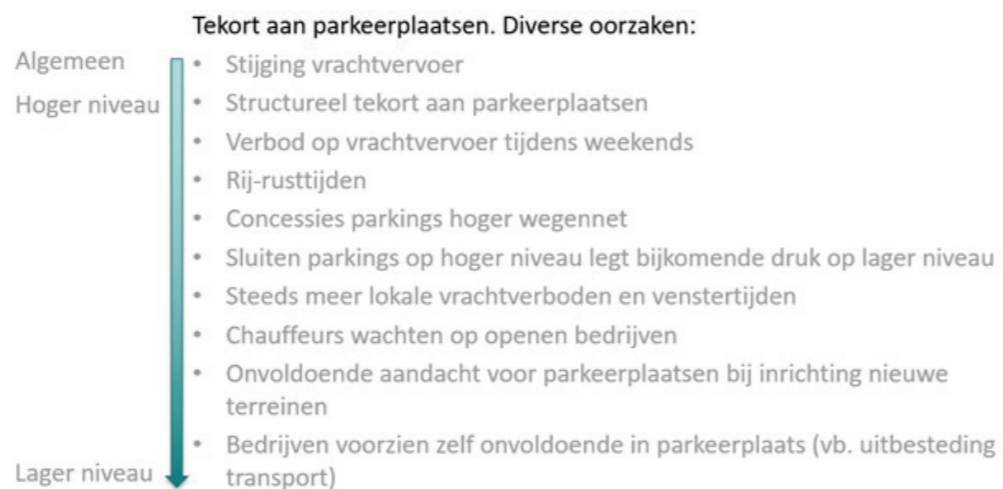 Tekort aan parkeerplaatsen. Diverse oorzaken:
Algemeen
• Stijging vrachtvervoer
Hoger niveau
• Structureel tekort aan parkeerplaatsen
• Verbod op vrachtvervoer tijdens weekends
• Rij-rusttijden
• Concessies parkings hoger wegennet
• Sluiten parkings op hoger niveau legt bijkomende druk op lager niveau
• Steeds meer lokale vrachtverboden en venstertijden
• Chauffeurs wachten op openen bedrijven
• Onvoldoende aandacht voor parkeerplaatsen bij inrichting nieuwe
terreinen
• Bedrijven voorzien zelf onvoldoende in parkeerplaats (vb. uitbesteding
transport)
Lager niveau